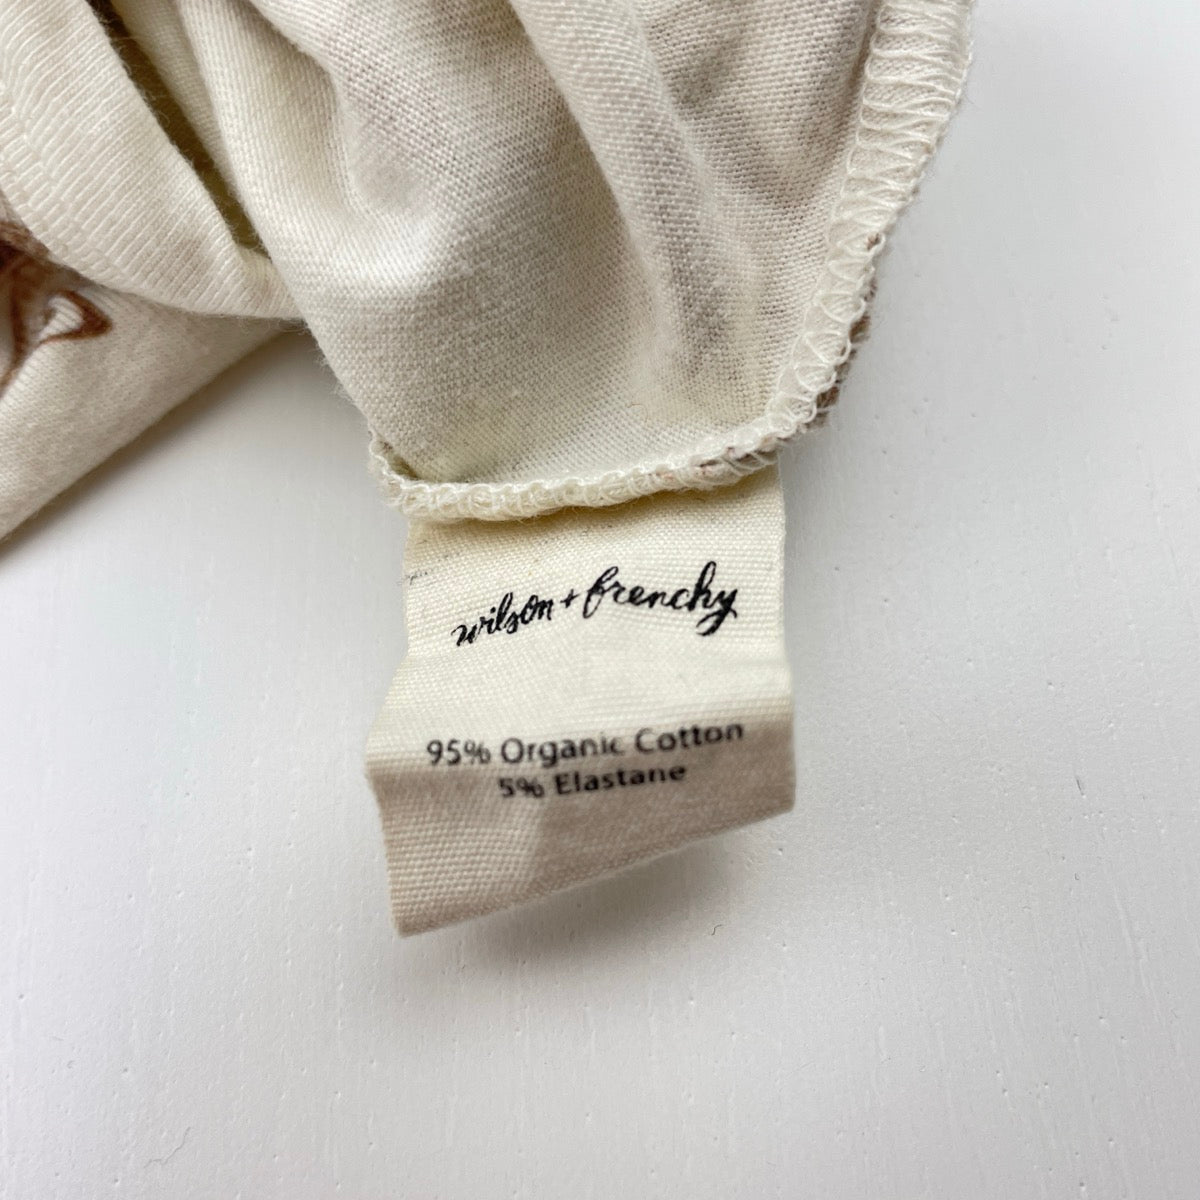 wilson + frenchy
95% Organic Cotton
5% Elastane